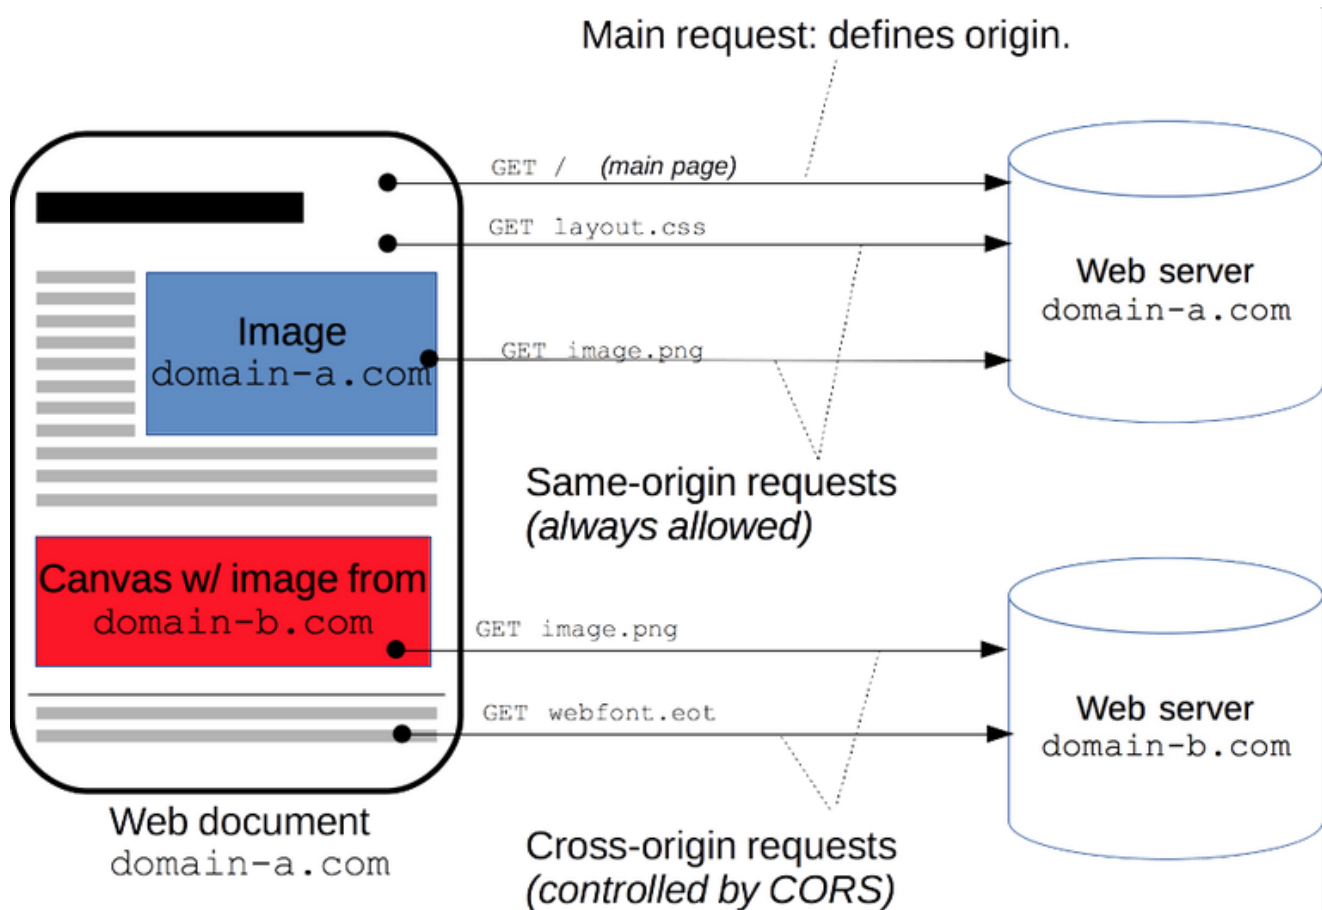 Main request: defines origin.
GET / (main page)
GET layout.css
Web server
domain-a.com
Image
domain-a.com
GET image.png
Same-origin requests
(always allowed)
Canvas w/ image from
domain-b.com
GET image.png
GET webfont.eot
Web server
domain-b.com
Web document
domain-a.com
Cross-origin requests
(controlled by CORS)